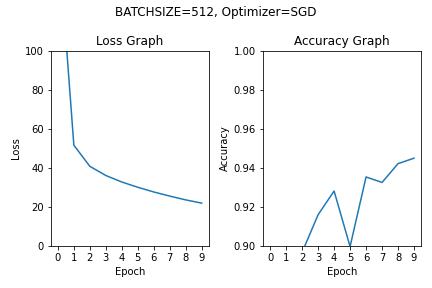 BATCHSIZE=512, Optimizer=SGD
Loss Graph
100
80
60
40
20
0
Loss
0 1 2 3 4 5 6 7 8 9
Epoch
Accuracy Graph
1.00
0.98
0.96
0.94
0.92
0.90
Accuracy
0 1 2 3 4 5 6 7 8 9
Epoch